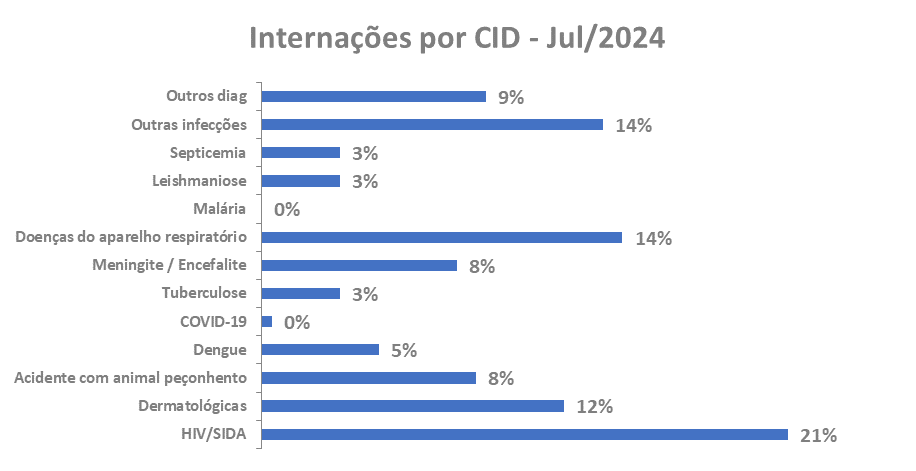 Internações por CID - Jul/2024
Outros diag 9%
Outras infecções 14%
Septicemia 3%
Leishmaniose 3%
Malária 0%
Doenças do aparelho respiratório 14%
Meningite / Encefalite 8%
Tuberculose 3%
COVID-19 0%
Dengue 5%
Acidente com animal peçonhento 8%
Dermatológicas 12%
HIV/SIDA 21%